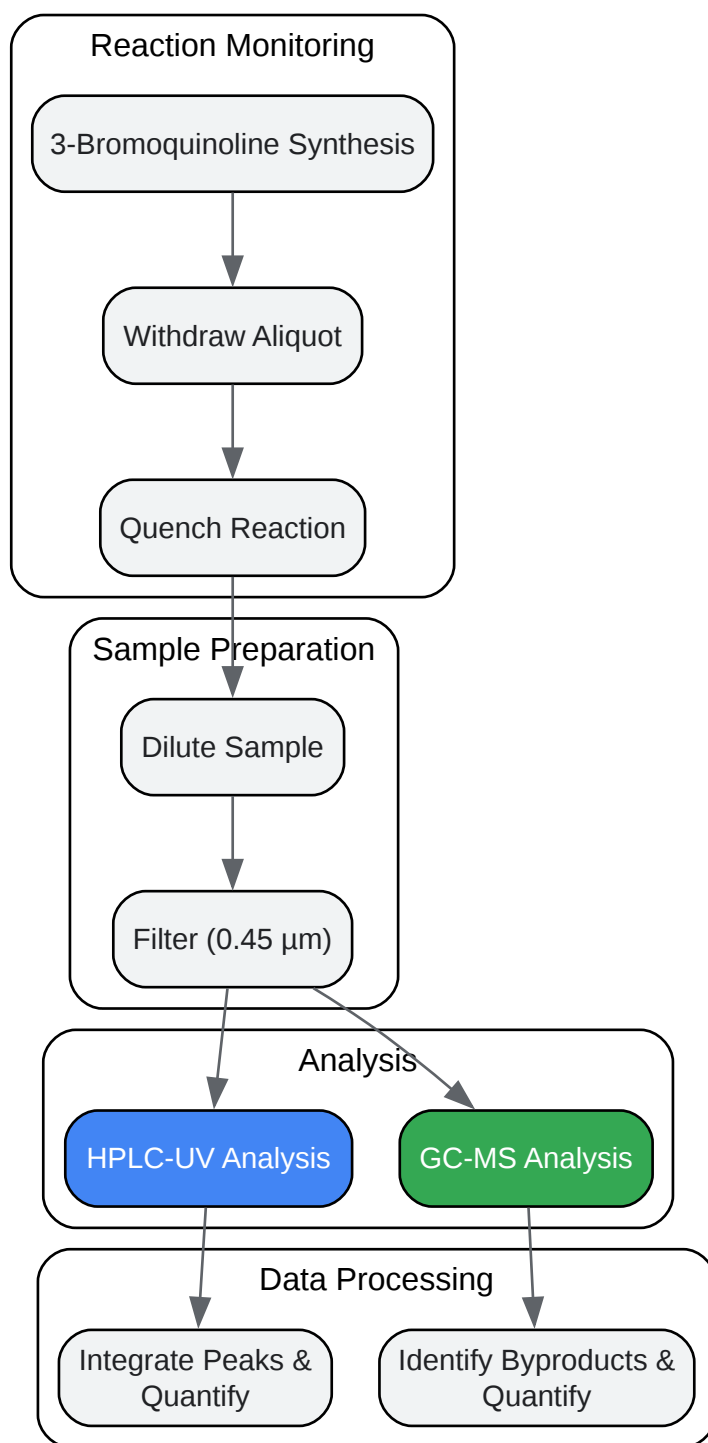 Reaction Monitoring
3-Bromoquinoline Synthesis
Withdraw Aliquot
Quench Reaction
Sample Preparation
Dilute Sample
Filter (0.45 µm)
Analysis
HPLC-UV Analysis
GC-MS Analysis
Data Processing
Integrate Peaks &
Quantify
Identify Byproducts &
Quantify